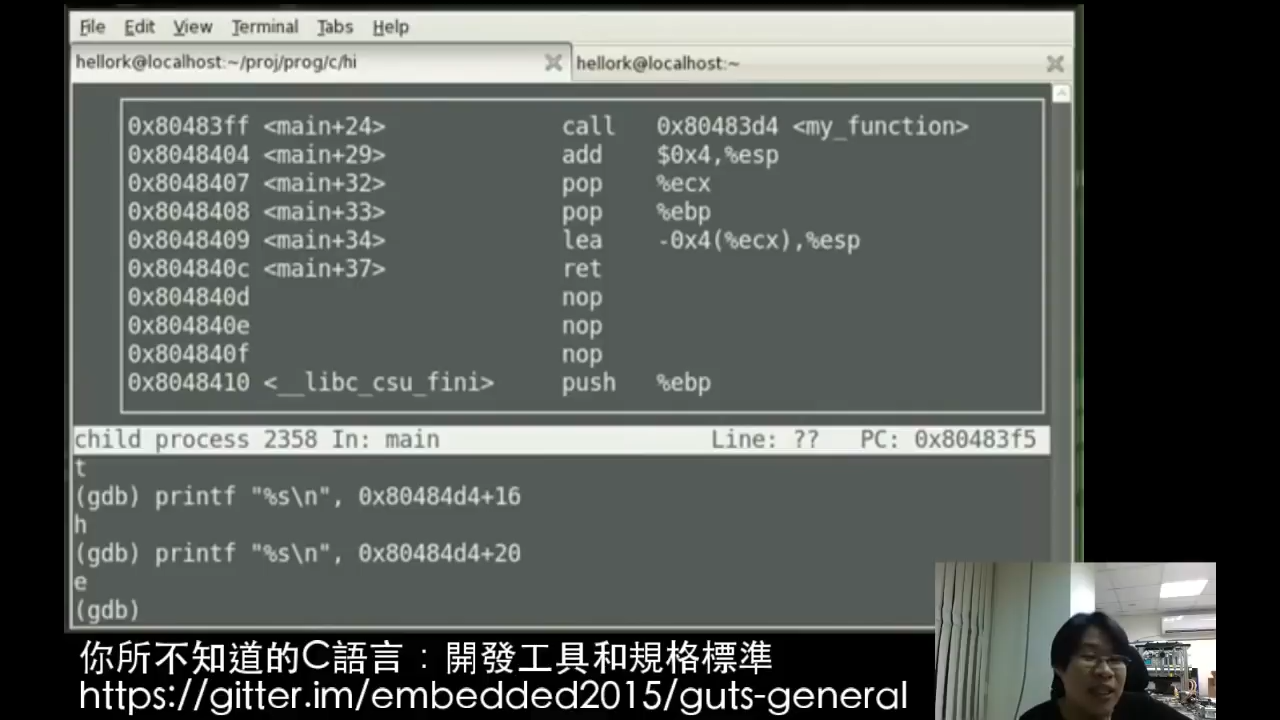 File Edit View Terminal Tabs Help
hellork@localhost:~/proj/prog/c/hi hellork@localhost:~
0x80483ff <main+24> call 0x80483d4 <my_function>
0x8048404 <main+29> add $0x4,%esp
0x8048407 <main+32> pop %ecx
0x8048408 <main+33> pop %ebp
0x8048409 <main+34> lea -0x4(%ecx),%esp
0x804840c <main+37> ret
0x804840d nop
0x804840e nop
0x804840f nop
0x8048410 <__libc_csu_fini> push %ebp
child process 2358 In: main Line: ?? PC: 0x80483f5
t
(gdb) printf "%s\n", 0x80484d4+16
h
(gdb) printf "%s\n", 0x80484d4+20
e
(gdb)
你所不知道的C語言：開發工具和規格標準
https://gitter.im/embedded2015/guts-general